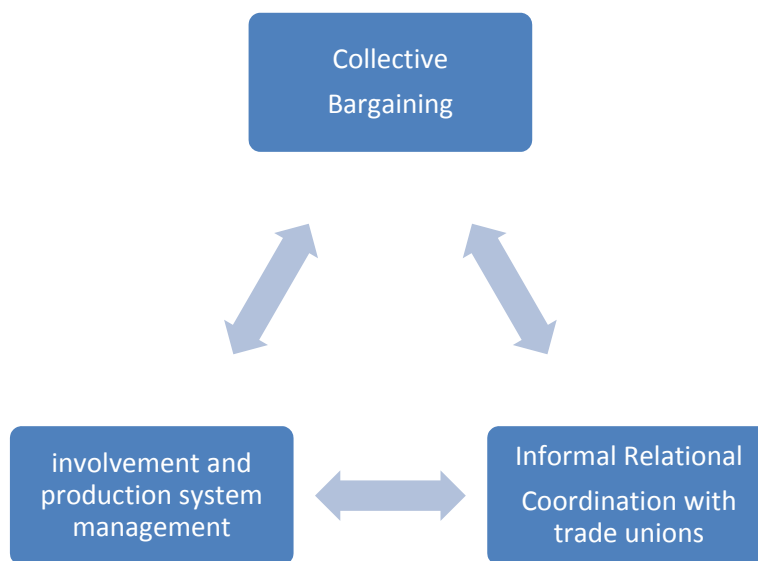 Collective
Bargaining
involvement and
production system
management
Informal Relational
Coordination with
trade unions